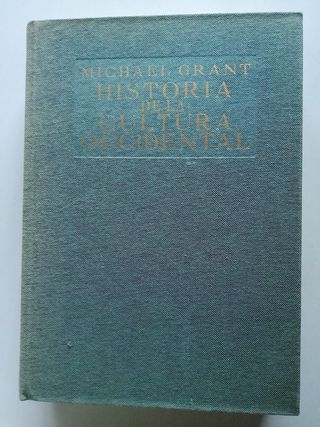 MICHAEL GRANT
HISTORIA
DE LA
CULTURA
OCCIDENTAL